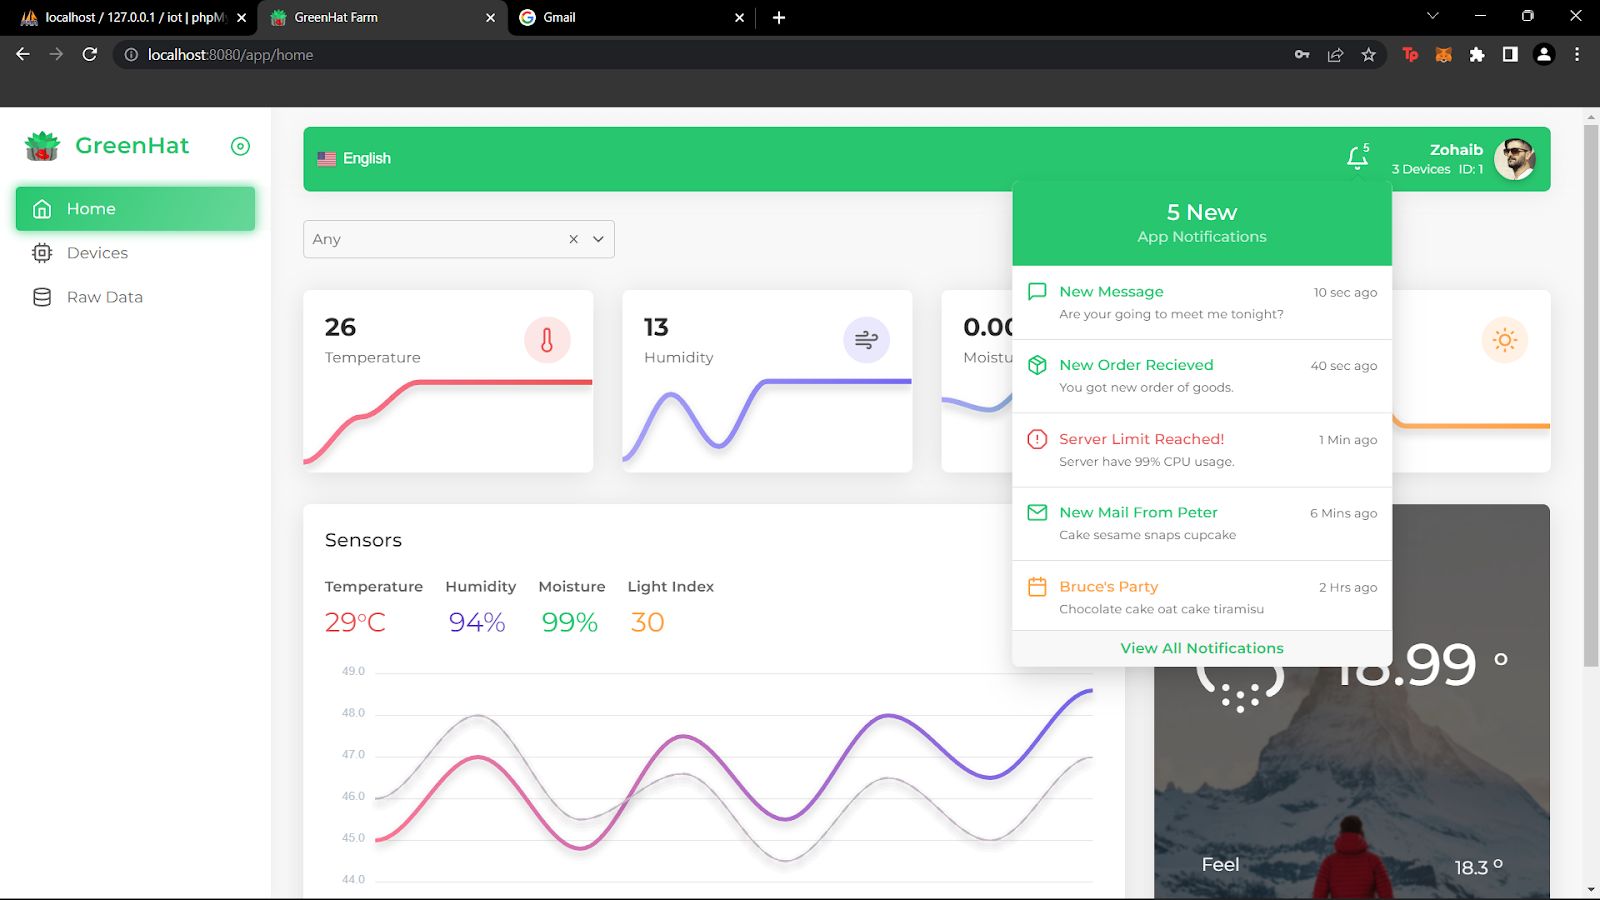 localhost / 127.0.0.1 / iot | phpMy
GreenHat Farm
Gmail
localhost:8080/app/home
Tp
GreenHat
Home
Devices
Raw Data
English
5
Zohaib
3 Devices ID: 1
Any
26
Temperature
13
Humidity
0.00
Moistu
5 New
App Notifications
New Message
10 sec ago
Are your going to meet me tonight?
New Order Recieved
40 sec ago
You got new order of goods.
Server Limit Reached!
1 Min ago
Server have 99% CPU usage.
New Mail From Peter
6 Mins ago
Cake sesame snaps cupcake
Bruce's Party
2 Hrs ago
Chocolate cake oat cake tiramisu
View All Notifications
Sensors
Temperature Humidity Moisture Light Index
29°C 94% 99% 30
49.0
48.0
47.0
46.0
45.0
44.0
18.99 °
Feel
18.3 °